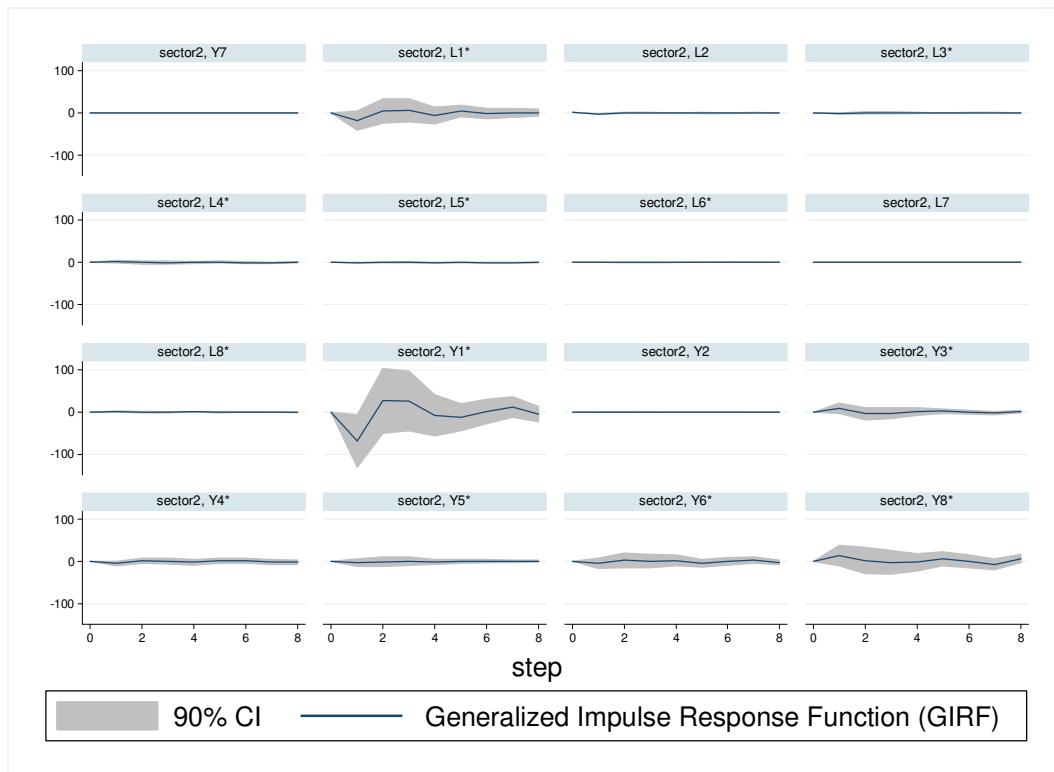 sector2, Y7
sector2, L1*
sector2, L2
sector2, L3*
100
0
-100
sector2, L4*
sector2, L5*
sector2, L6*
sector2, L7
100
0
-100
sector2, L8*
sector2, Y1*
sector2, Y2
sector2, Y3*
100
0
-100
sector2, Y4*
sector2, Y5*
sector2, Y6*
sector2, Y8*
100
0
-100
0 2 4 6 8
0 2 4 6 8
0 2 4 6 8
0 2 4 6 8
step
90% CI
Generalized Impulse Response Function (GIRF)